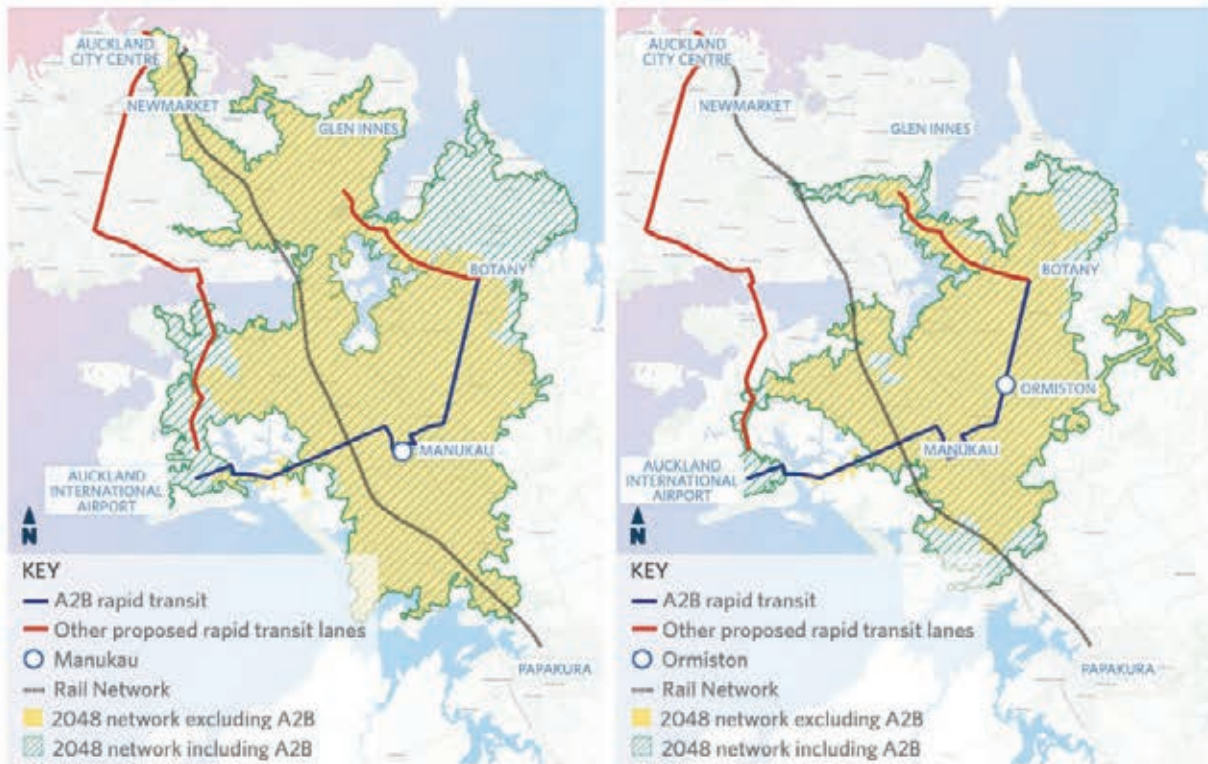 AUCKLAND
CITY CENTRE
NEWMARKET
GLEN INNES
BOTANY
MANUKAU
AUCKLAND
INTERNATIONAL
AIRPORT
N
KEY
A2B rapid transit
Other proposed rapid transit lanes
Manukau
Rail Network
2048 network excluding A2B
2048 network including A2B
PAPAKURA
AUCKLAND
CITY CENTRE
NEWMARKET
GLEN INNES
BOTANY
ORMISTON
MANUKAU
AUCKLAND
INTERNATIONAL
AIRPORT
N
KEY
A2B rapid transit
Other proposed rapid transit lanes
Ormiston
Rail Network
2048 network excluding A2B
2048 network including A2B
PAPAKURA